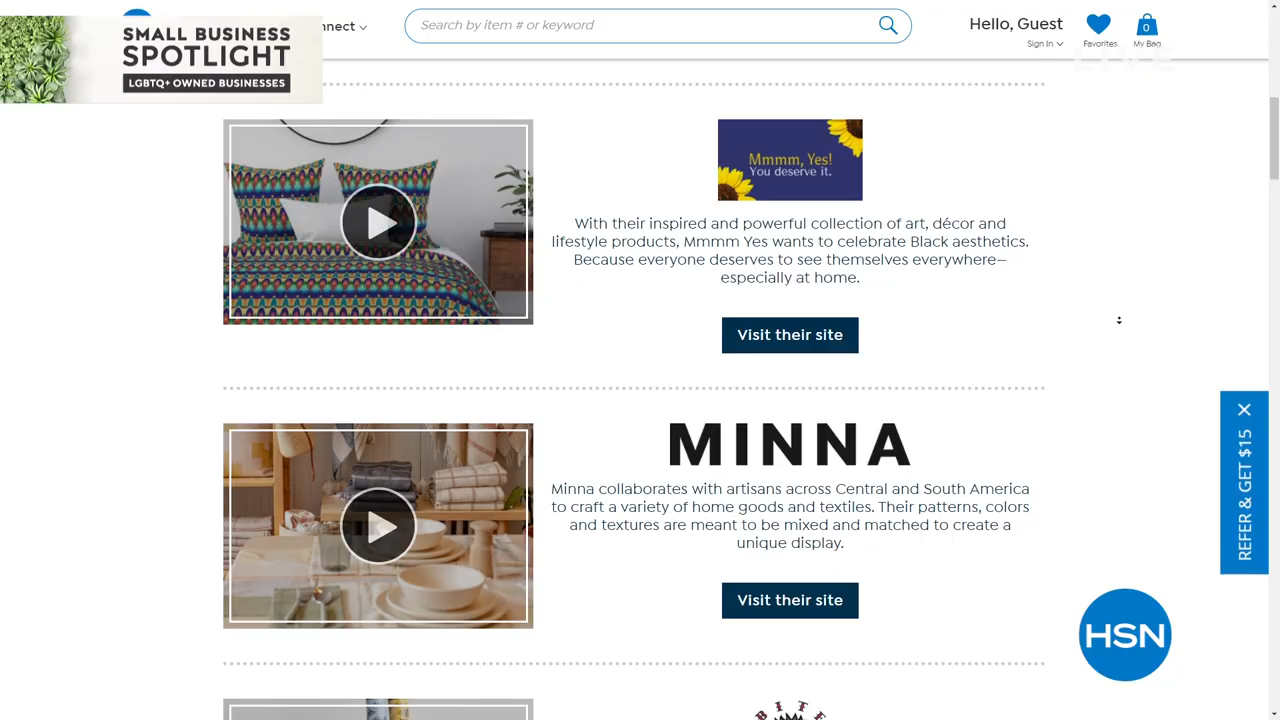 SMALL BUSINESS
SPOTLIGHT
LGBTQ+ OWNED BUSINESSES
nnect
Search by item # or keyword
Hello, Guest
Sign In
Favorites
0
My Bag
Mmmm, Yes!
You deserve it.
With their inspired and powerful collection of art, décor and
lifestyle products, Mmmm Yes wants to celebrate Black aesthetics.
Because everyone deserves to see themselves everywhere—
especially at home.
Visit their site
MINNA
Minna collaborates with artisans across Central and South America
to craft a variety of home goods and textiles. Their patterns, colors
and textures are meant to be mixed and matched to create a
unique display.
Visit their site
REFER & GET $15
HSN
BITE